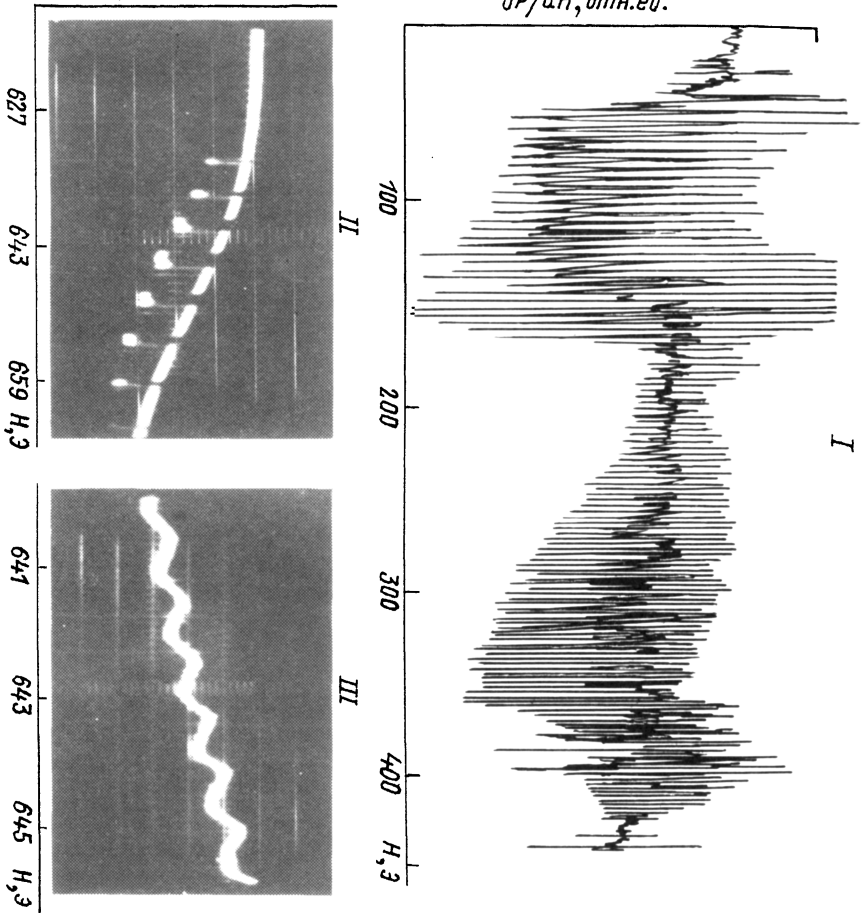 dP/dH, отн.ед.
I
100 200 300 400 H,Э
II
627 643 659 H,Э
III
641 643 645 H,Э